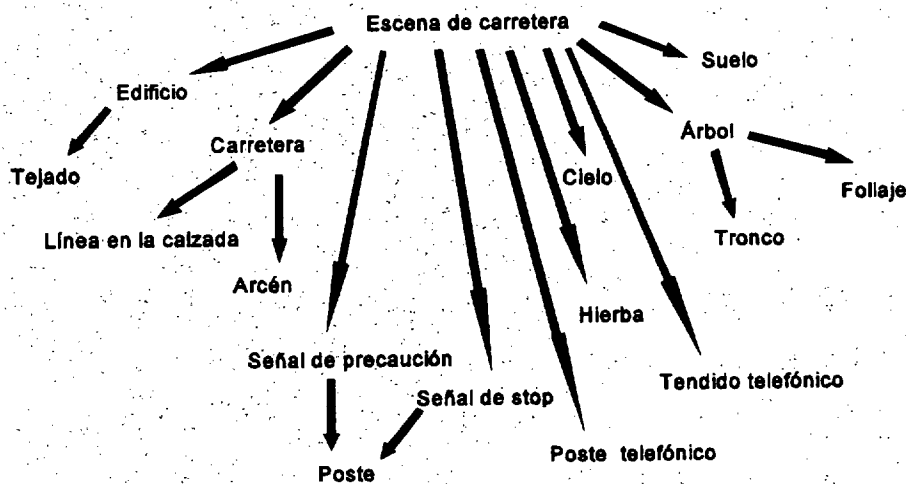 Escena de carretera
Suelo
Edificio
Árbol
Carretera
Tejado
Cielo
Foliaje
Línea en la calzada
Tronco
Arcén
Hierba
Señal de precaución
Tendido telefónico
Señal de stop
Poste telefónico
Poste